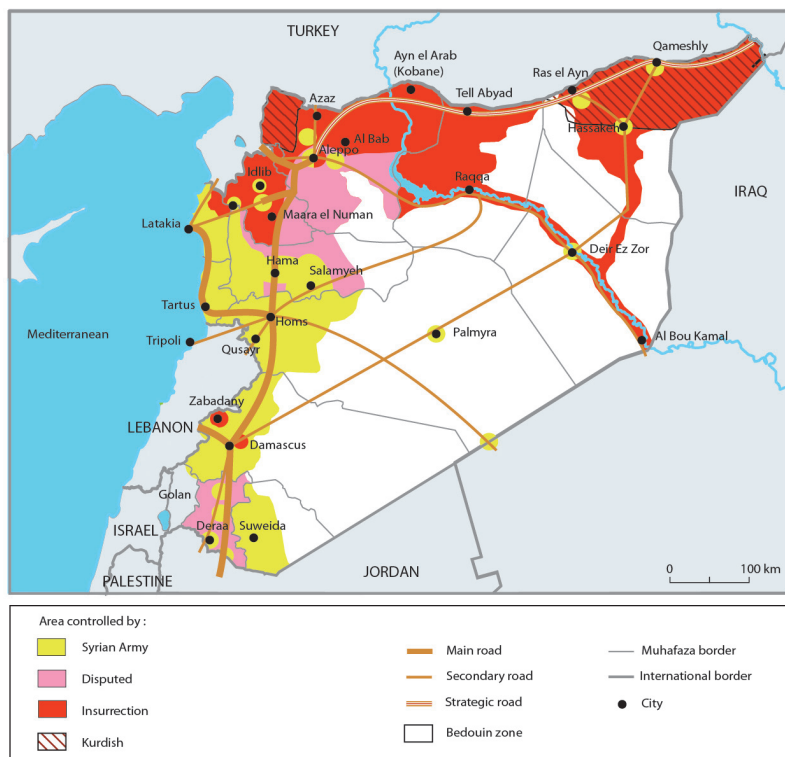 TURKEY
Ayn el Arab
(Kobane)
Ras el Ayn
Qameshly
Azaz
Tell Abyad
Al Bab
Hassakeh
Aleppo
Idlib
Raqqa
IRAQ
Maara el Numan
Latakia
Deir Ez Zor
Hama
Salamyeh
Tartus
Homs
Mediterranean
Tripoli
Palmyra
Al Bou Kamal
Qusayr
Zabadany
LEBANON
Damascus
Golan
ISRAEL
Deraa
Suweida
PALESTINE
JORDAN
0
100 km
Area controlled by :
Syrian Army
Disputed
Insurrection
Kurdish
Main road
Secondary road
Strategic road
Bedouin zone
Muhafaza border
International border
City